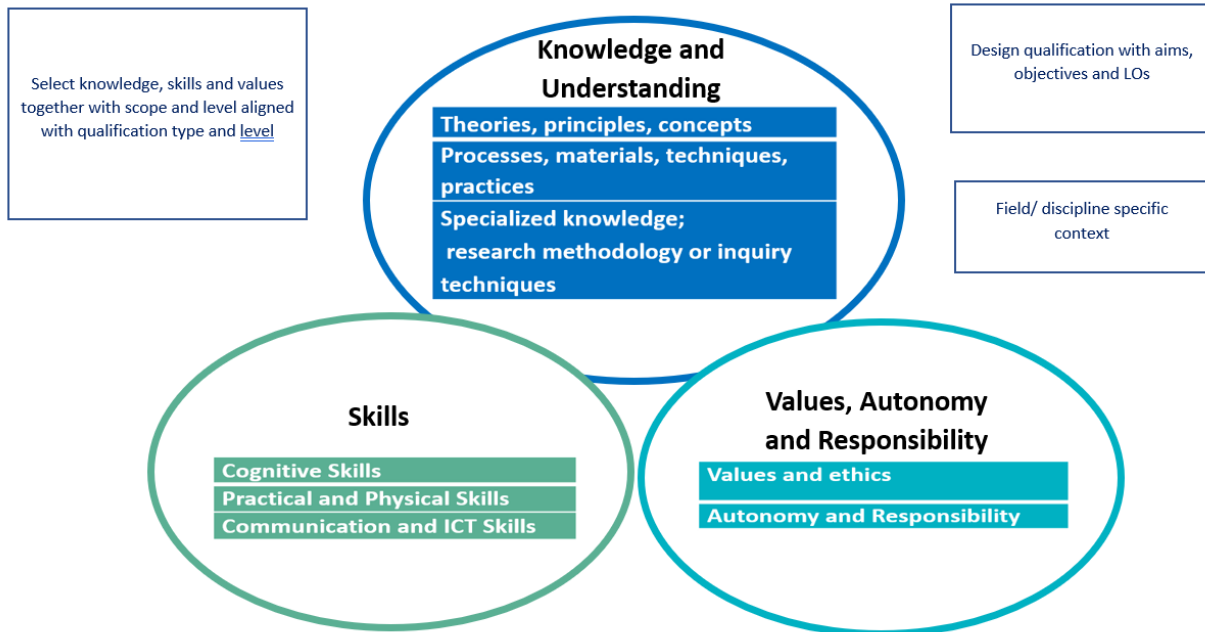 Select knowledge, skills and values
together with scope and level aligned
with qualification type and level
Knowledge and
Understanding
Theories, principles, concepts
Processes, materials, techniques,
practices
Specialized knowledge;
research methodology or inquiry
techniques
Design qualification with aims,
objectives and LOs
Field/ discipline specific
context
Skills
Cognitive Skills
Practical and Physical Skills
Communication and ICT Skills
Values, Autonomy
and Responsibility
Values and ethics
Autonomy and Responsibility